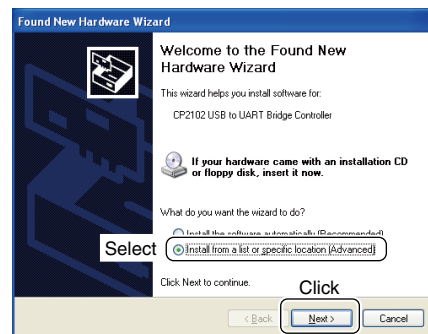 Found New Hardware Wizard
Welcome to the Found New
Hardware Wizard
This wizard helps you install software for:
CP2102 USB to UART Bridge Controller
If your hardware came with an installation CD
or floppy disk, insert it now.
What do you want the wizard to do?
Install the software automatically (Recommended)
Select
Install from a list or specific location (Advanced)
Click Next to continue.
Click
< Back
Next >
Cancel